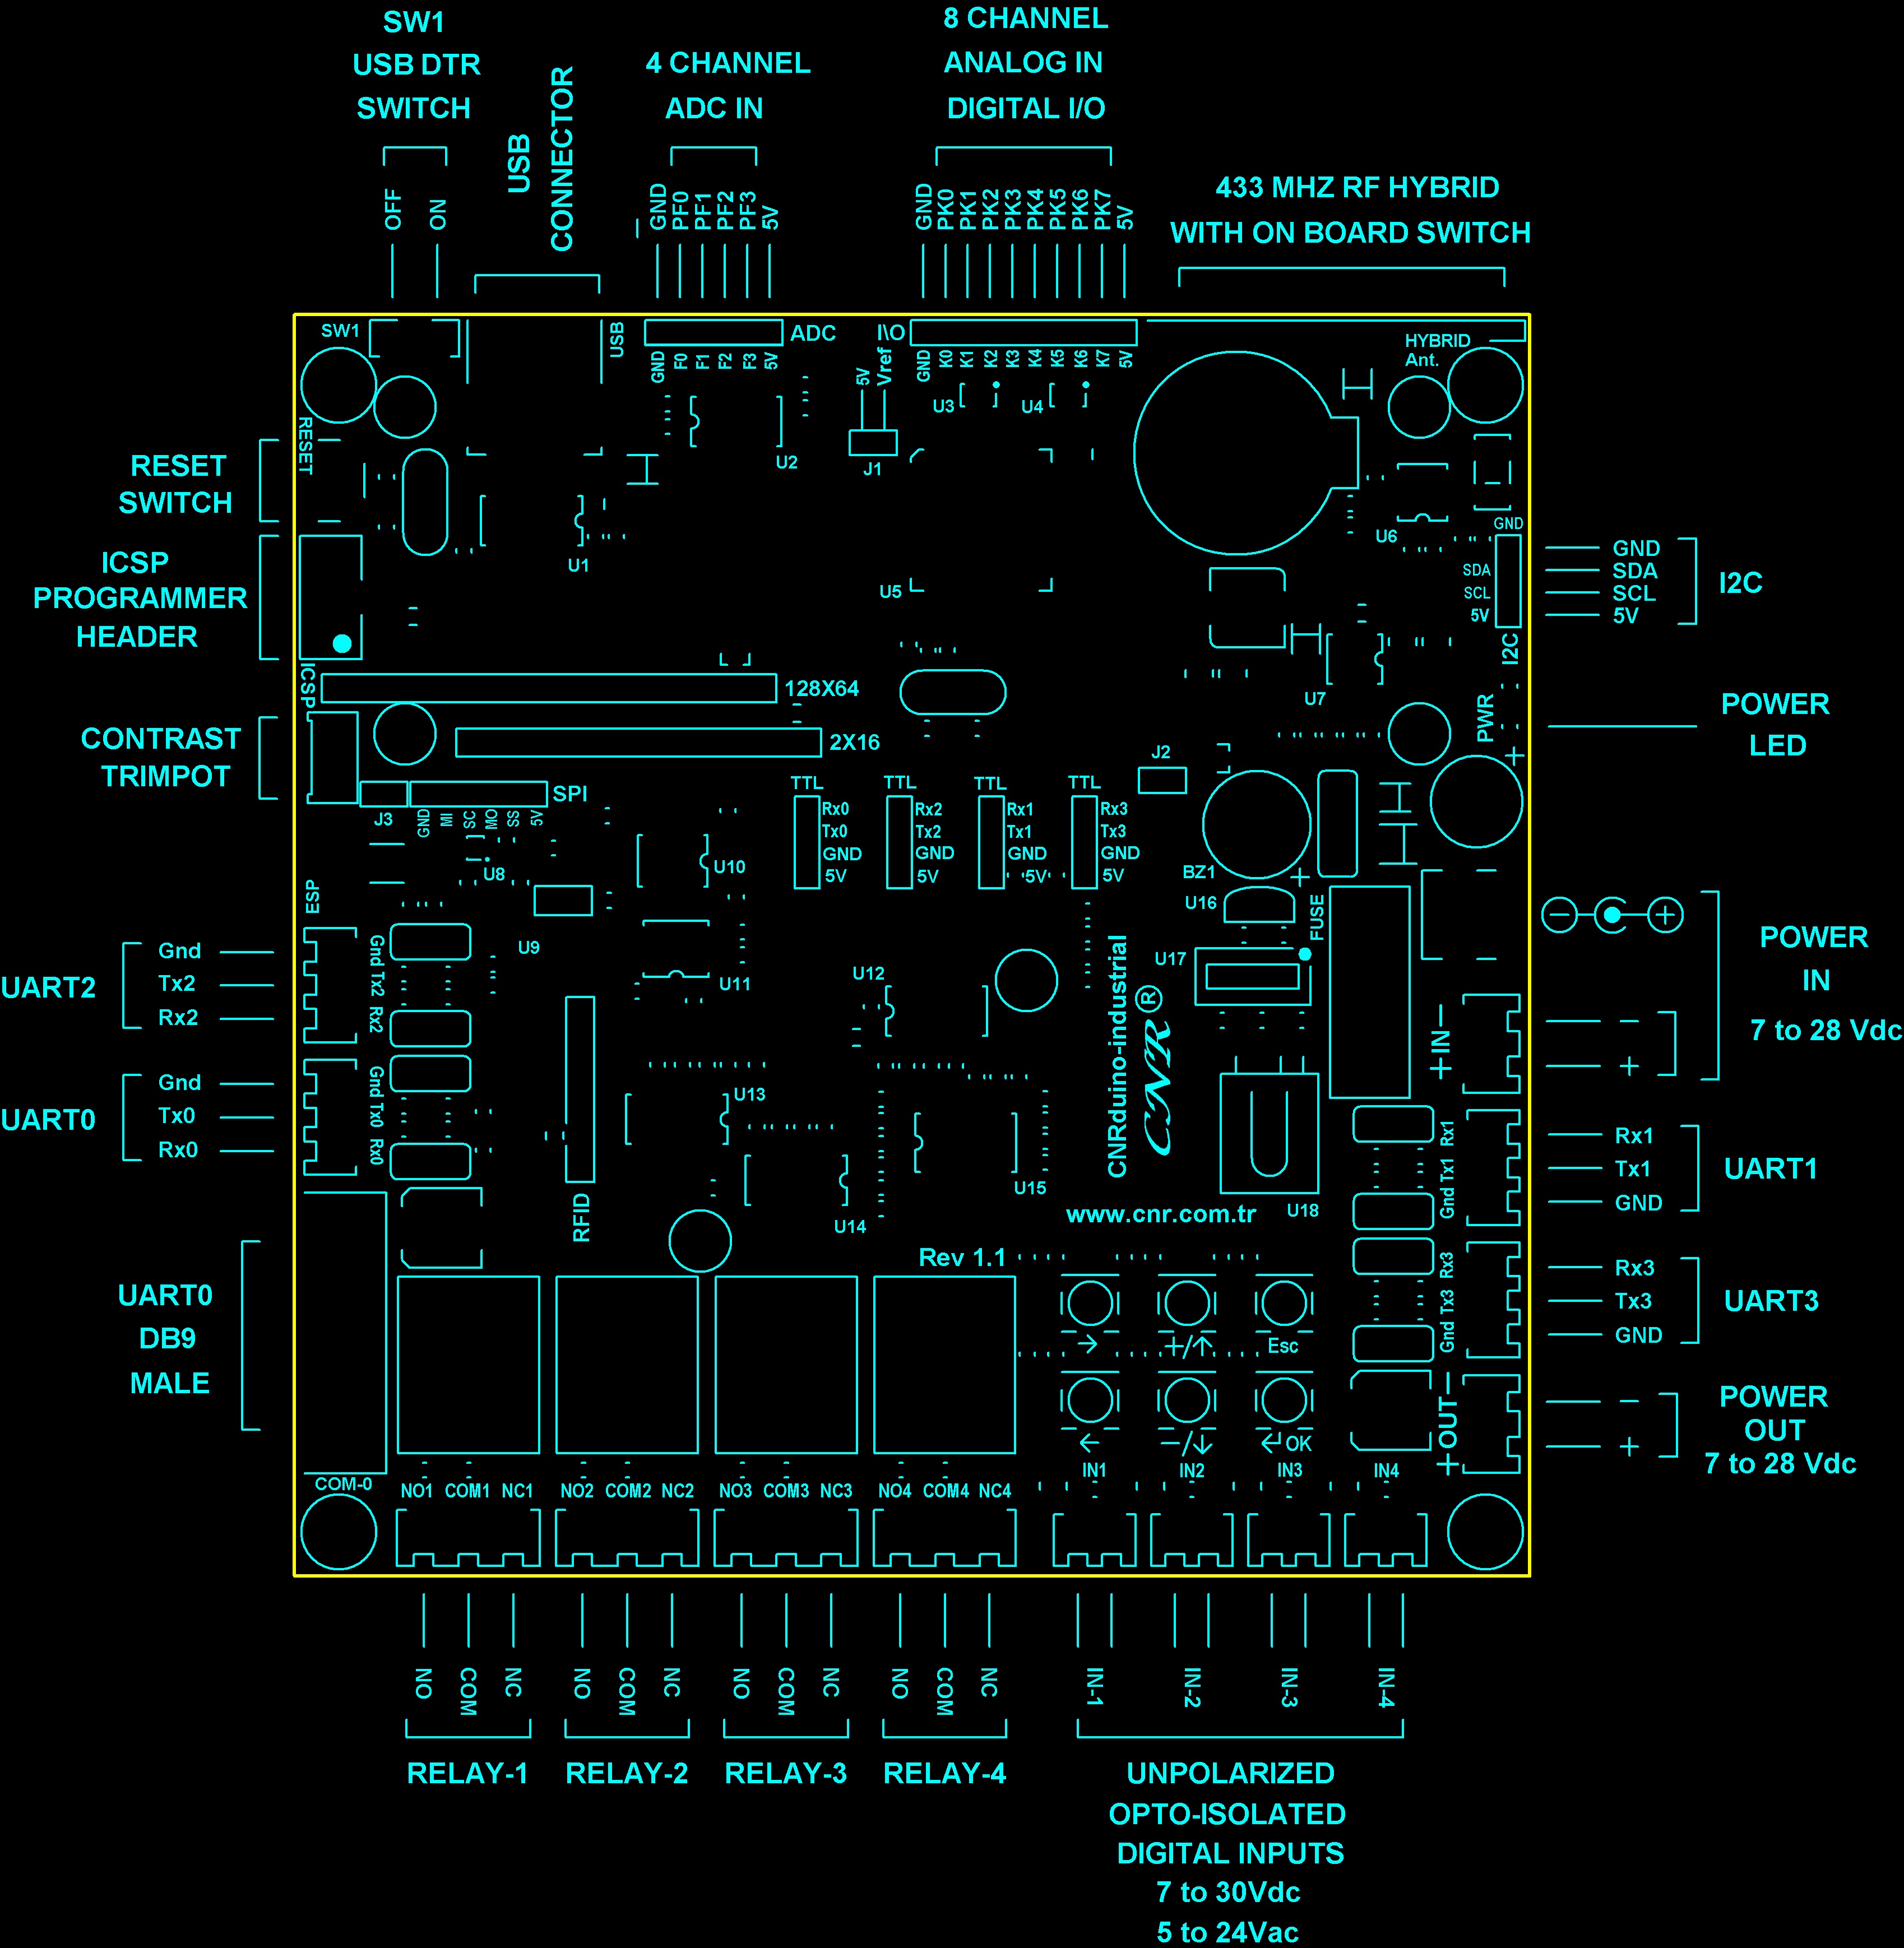 SW1
USB DTR
SWITCH
OFF
ON
USB
CONNECTOR
4 CHANNEL
ADC IN
GND
PF0
PF1
PF2
PF3
5V
8 CHANNEL
ANALOG IN
DIGITAL I/O
GND
PK0
PK1
PK2
PK3
PK4
PK5
PK6
PK7
5V
433 MHZ RF HYBRID
WITH ON BOARD SWITCH
SW1
USB
ADC
GND
F0
F1
F2
F3
5V
I\O
GND
K0
K1
K2
K3
K4
K5
K6
K7
5V
HYBRID
Ant.
5V
Vref
J1
U3
U4
U2
RESET
RESET
SWITCH
U1
U5
U6
GND
SDA
SCL
5V
I2C
GND
SDA
SCL
5V
I2C
ICSP
PROGRAMMER
HEADER
ICSP
128X64
U7
PWR
+
POWER
LED
CONTRAST
TRIMPOT
2X16
J2
J3
GND
MI
SC
MO
SS
5V
SPI
TTL
Rx0
Tx0
GND
5V
TTL
Rx2
Tx2
GND
5V
TTL
Rx1
Tx1
GND
5V
TTL
Rx3
Tx3
GND
5V
U8
U10
BZ1
+
U16
FUSE
ESP
U9
U11
U12
U17
POWER
IN
7 to 28 Vdc
− +
− +
+IN−
UART2
Gnd
Tx2
Rx2
Gnd Tx2 Rx2
UART0
Gnd
Tx0
Rx0
Gnd Tx0 Rx0
CNRduino-industrial
CNR®
U13
U14
U15
U18
RFID
www.cnr.com.tr
Rev 1.1
Gnd Tx1 Rx1
Rx1
Tx1
GND
UART1
Gnd Tx3 Rx3
Rx3
Tx3
GND
UART3
UART0
DB9
MALE
COM-0
→
+/↑
Esc
←
−/↓
↵OK
+OUT−
−
+
POWER
OUT
7 to 28 Vdc
NO1 COM1 NC1
NO2 COM2 NC2
NO3 COM3 NC3
NO4 COM4 NC4
IN1
IN2
IN3
IN4
NO
COM
NC
NO
COM
NC
NO
COM
NC
NO
COM
NC
IN-1
IN-2
IN-3
IN-4
RELAY-1
RELAY-2
RELAY-3
RELAY-4
UNPOLARIZED
OPTO-ISOLATED
DIGITAL INPUTS
7 to 30Vdc
5 to 24Vac